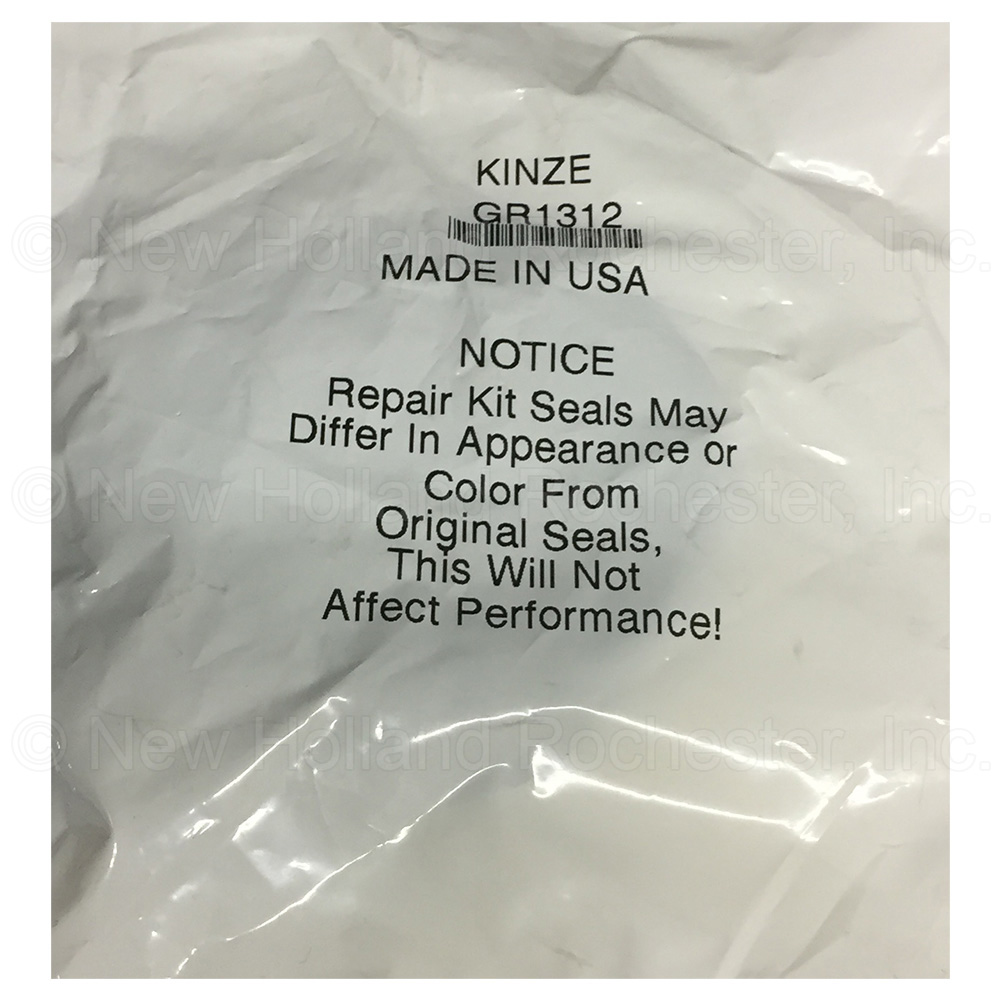 KINZE
GR1312
MADE IN USA
NOTICE
Repair Kit Seals May
Differ In Appearance or
Color From
Original Seals,
This Will Not
Affect Performance!
© New Holland Rochester, Inc.
© New Holland Rochester, Inc.
© New Holland Rochester, Inc.